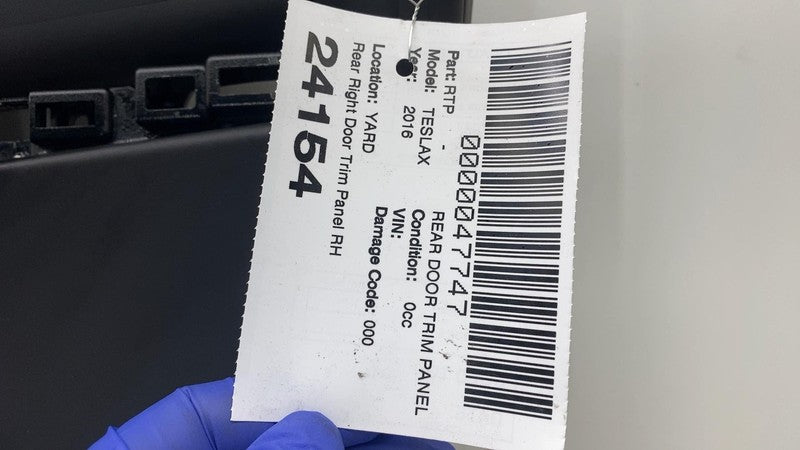 0000047747
Part: RTP - REAR DOOR TRIM PANEL
Model: TESLAX Condition: 0cc
Year: 2016 VIN:
Location: YARD Damage Code: 000
Rear Right Door Trim Panel RH
24154